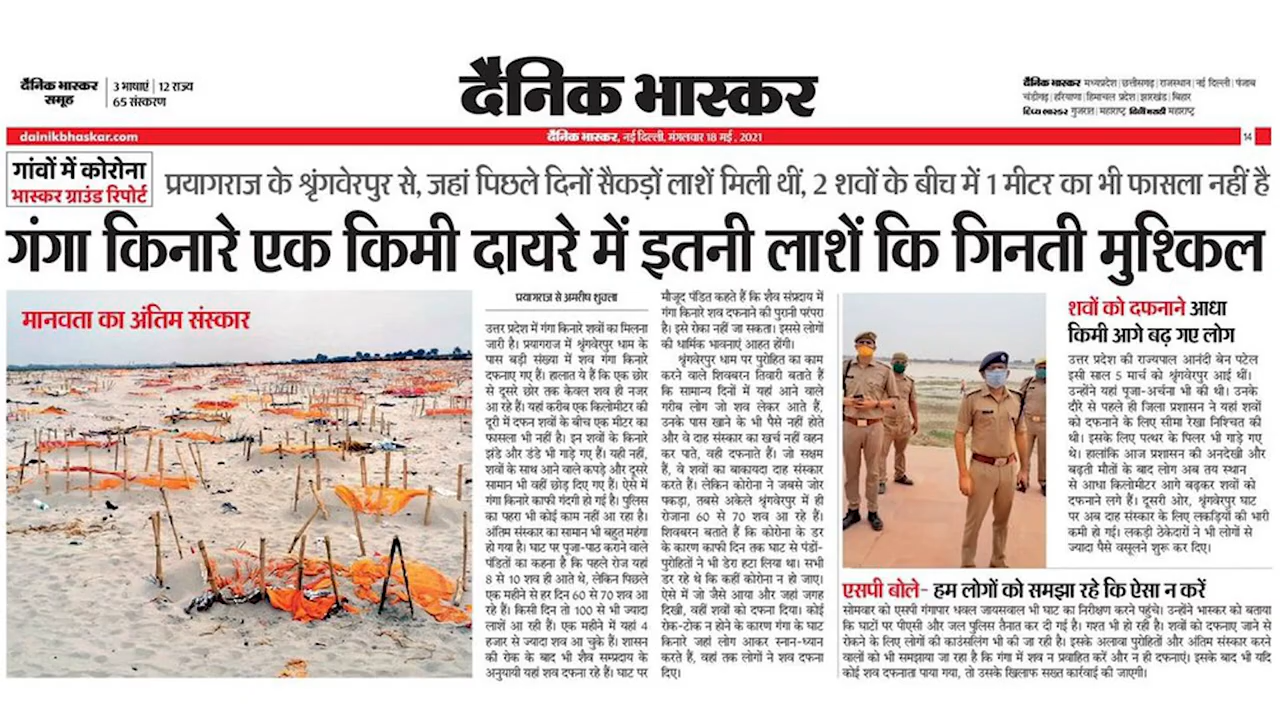 दैनिक भास्कर
समूह
3 भाषाएं | 12 राज्य
65 संस्करण
दैनिक भास्कर
दैनिक भास्कर मध्यप्रदेश | छत्तीसगढ़ | राजस्थान | नई दिल्ली | पंजाब
चंडीगढ़ | हरियाणा | हिमाचल प्रदेश | झारखंड | बिहार
दिव्य भास्कर गुजरात | महाराष्ट्र दिव्य मराठी महाराष्ट्र
dainikbhaskar.com
दैनिक भास्कर, नई दिल्ली, मंगलवार 18 मई, 2021
14
गांवों में कोरोना
भास्कर ग्राउंड रिपोर्ट
प्रयागराज के श्रृंगवेरपुर से, जहां पिछले दिनों सैकड़ों लाशें मिली थीं, 2 शवों के बीच में 1 मीटर का भी फासला नहीं है
गंगा किनारे एक किमी दायरे में इतनी लाशें कि गिनती मुश्किल
मानवता का अंतिम संस्कार
प्रयागराज से अमरीष शुक्ला
उत्तर प्रदेश में गंगा किनारे शवों का मिलना
जारी है। प्रयागराज में श्रृंगवेरपुर धाम के
पास बड़ी संख्या में शव गंगा किनारे
दफनाए गए हैं। हालात ये हैं कि एक छोर
से दूसरे छोर तक केवल शव ही नजर
आ रहे हैं। यहां करीब एक किलोमीटर की
दूरी में दफन शवों के बीच एक मीटर का
फासला भी नहीं है। इन शवों के किनारे
झंडे और डंडे भी गाड़े गए हैं। यही नहीं,
शवों के साथ आने वाले कपड़े और दूसरे
सामान भी वहीं छोड़ दिए गए हैं। ऐसे में
गंगा किनारे काफी गंदगी हो गई है। पुलिस
का पहरा भी कोई काम नहीं आ रहा है।
अंतिम संस्कार का सामान भी बहुत महंगा
हो गया है। घाट पर पूजा-पाठ कराने वाले
पंडितों का कहना है कि पहले रोज यहां
8 से 10 शव ही आते थे, लेकिन पिछले
एक महीने से हर दिन 60 से 70 शव आ
रहे हैं। किसी दिन तो 100 से भी ज्यादा
लाशें आ रही हैं। एक महीने में यहां 4
हजार से ज्यादा शव आ चुके हैं। शासन
की रोक के बाद भी शैव सम्प्रदाय के
अनुयायी यहां शव दफना रहे हैं। घाट पर
मौजूद पंडित कहते हैं कि शैव संप्रदाय में
गंगा किनारे शव दफनाने की पुरानी परंपरा
है। इसे रोका नहीं जा सकता। इससे लोगों
की धार्मिक भावनाएं आहत होंगी।
श्रृंगवेरपुर धाम पर पुरोहित का काम
करने वाले शिवबरन तिवारी बताते हैं
कि सामान्य दिनों में यहां आने वाले
गरीब लोग जो शव लेकर आते हैं,
उनके पास खाने के भी पैसे नहीं होते
और वे दाह संस्कार का खर्च नहीं वहन
कर पाते, वही दफनाते हैं। जो सक्षम
हैं, वे शवों का बाकायदा दाह संस्कार
करते हैं। लेकिन कोरोना ने जबसे जोर
पकड़ा, तबसे अकेले श्रृंगवेरपुर में ही
रोजाना 60 से 70 शव आ रहे हैं।
शिवबरन बताते हैं कि कोरोना के डर
के कारण काफी दिन तक घाट से पंडों-
पुरोहितों ने भी डेरा हटा लिया था। सभी
डर रहे थे कि कहीं कोरोना न हो जाए।
ऐसे में जो जैसे आया और जहां जगह
दिखी, वहीं शवों को दफना दिया। कोई
रोक-टोक न होने के कारण गंगा के घाट
किनारे जहां लोग आकर स्नान-ध्यान
करते हैं, वहां तक लोगों ने शव दफना
दिए।
शवों को दफनाने आधा
किमी आगे बढ़ गए लोग
उत्तर प्रदेश की राज्यपाल आनंदी बेन पटेल
इसी साल 5 मार्च को श्रृंगवेरपुर आई थीं।
उन्होंने यहां पूजा-अर्चना भी की थी। उनके
दौरे से पहले ही जिला प्रशासन ने यहां शवों
को दफनाने के लिए सीमा रेखा निश्चित की
थी। इसके लिए पत्थर के पिलर भी गाड़े गए
थे। हालांकि आज प्रशासन की अनदेखी और
बढ़ती मौतों के बाद लोग अब तय स्थान
से आधा किलोमीटर आगे बढ़कर शवों को
दफनाने लगे हैं। दूसरी ओर, श्रृंगवेरपुर घाट
पर अब दाह संस्कार के लिए लकड़ियों की भारी
कमी हो गई। लकड़ी ठेकेदारों ने भी लोगों से
ज्यादा पैसे वसूलने शुरू कर दिए।
एसपी बोले- हम लोगों को समझा रहे कि ऐसा न करें
सोमवार को एसपी गंगापार धवल जायसवाल भी घाट का निरीक्षण करने पहुंचे। उन्होंने भास्कर को बताया
कि घाटों पर पीएसी और जल पुलिस तैनात कर दी गई है। गश्त भी हो रही है। शवों को दफनाए जाने से
रोकने के लिए लोगों की काउंसलिंग भी की जा रही है। इसके अलावा पुरोहितों और अंतिम संस्कार करने
वालों को भी समझाया जा रहा है कि गंगा में शव न प्रवाहित करें और न ही दफनाएं। इसके बाद भी यदि
कोई शव दफनाता पाया गया, तो उसके खिलाफ सख्त कार्रवाई की जाएगी।